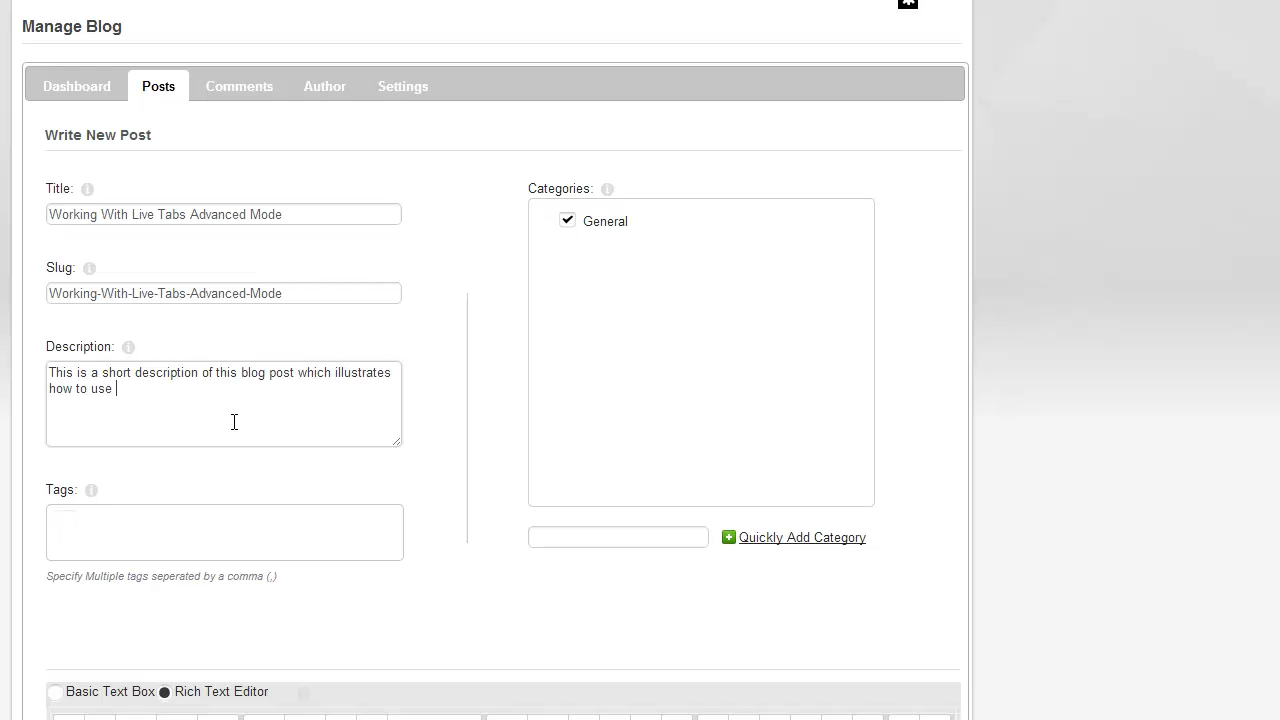 Manage Blog
Dashboard Posts Comments Author Settings
Write New Post
Title:
Working With Live Tabs Advanced Mode
Slug:
Working-With-Live-Tabs-Advanced-Mode
Description:
This is a short description of this blog post which illustrates
how to use
Tags:
Specify Multiple tags seperated by a comma (,)
Categories:
General
Quickly Add Category
Basic Text Box Rich Text Editor